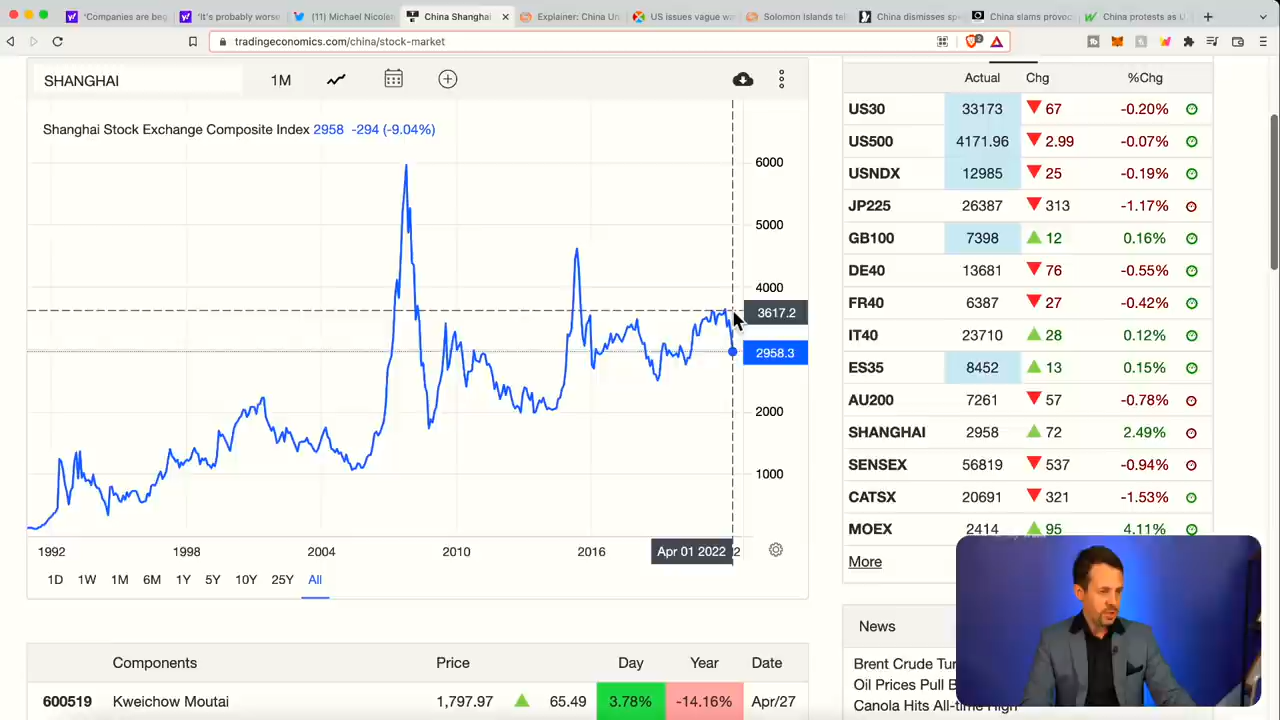 'Companies are beg
'It's probably worse
(11) Michael Nicoles
China Shanghai
Explainer: China Un
US issues vague wa
Solomon Islands te
China dismisses spe
China slams provoc
China protests as U
tradingeconomics.com/china/stock-market
SHANGHAI 1M
Shanghai Stock Exchange Composite Index 2958 -294 (-9.04%)
6000
5000
4000
3617.2
2958.3
2000
1000
1992 1998 2004 2010 2016 Apr 01 2022 2
1D 1W 1M 6M 1Y 5Y 10Y 25Y All
Components Price Day Year Date
600519 Kweichow Moutai 1,797.97 65.49 3.78% -14.16% Apr/27
Actual Chg %Chg
US30 33173 67 -0.20%
US500 4171.96 2.99 -0.07%
USNDX 12985 25 -0.19%
JP225 26387 313 -1.17%
GB100 7398 12 0.16%
DE40 13681 76 -0.55%
FR40 6387 27 -0.42%
IT40 23710 28 0.12%
ES35 8452 13 0.15%
AU200 7261 57 -0.78%
SHANGHAI 2958 72 2.49%
SENSEX 56819 537 -0.94%
CATSX 20691 321 -1.53%
MOEX 2414 95 4.11%
More
News
Brent Crude Tur
Oil Prices Pull B
Canola Hits All-time High